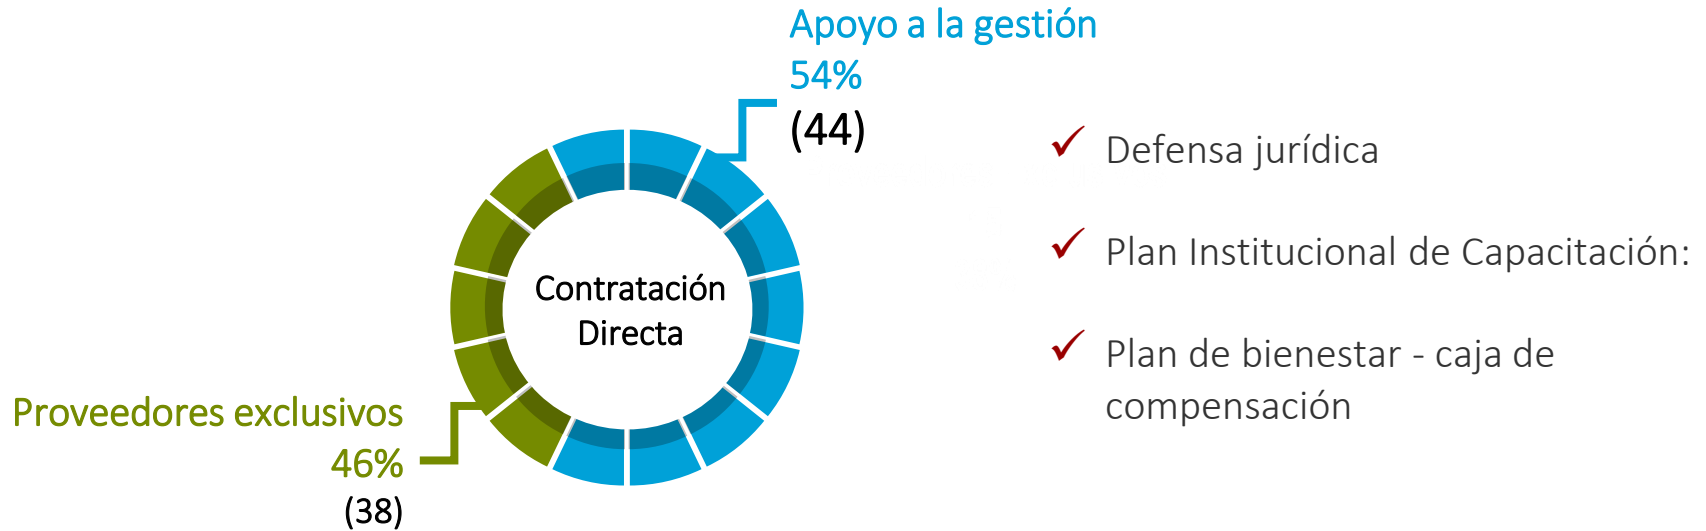 Apoyo a la gestión
54%
(44)
Contratación
Directa
Proveedores exclusivos
46%
(38)
✓ Defensa jurídica
✓ Plan Institucional de Capacitación:
✓ Plan de bienestar - caja de
compensación